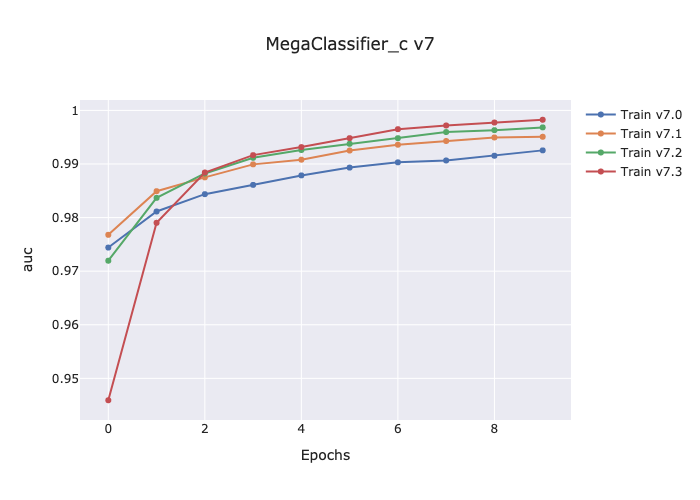 MegaClassifier_c v7
1
0.99
0.98
0.97
0.96
0.95
auc
0
2
4
6
8
Epochs
Train v7.0
Train v7.1
Train v7.2
Train v7.3